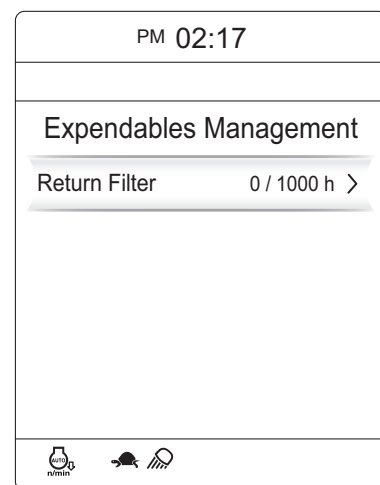 PM 02:17
Expendables Management
Return Filter 0 / 1000 h
AUTO
n/min